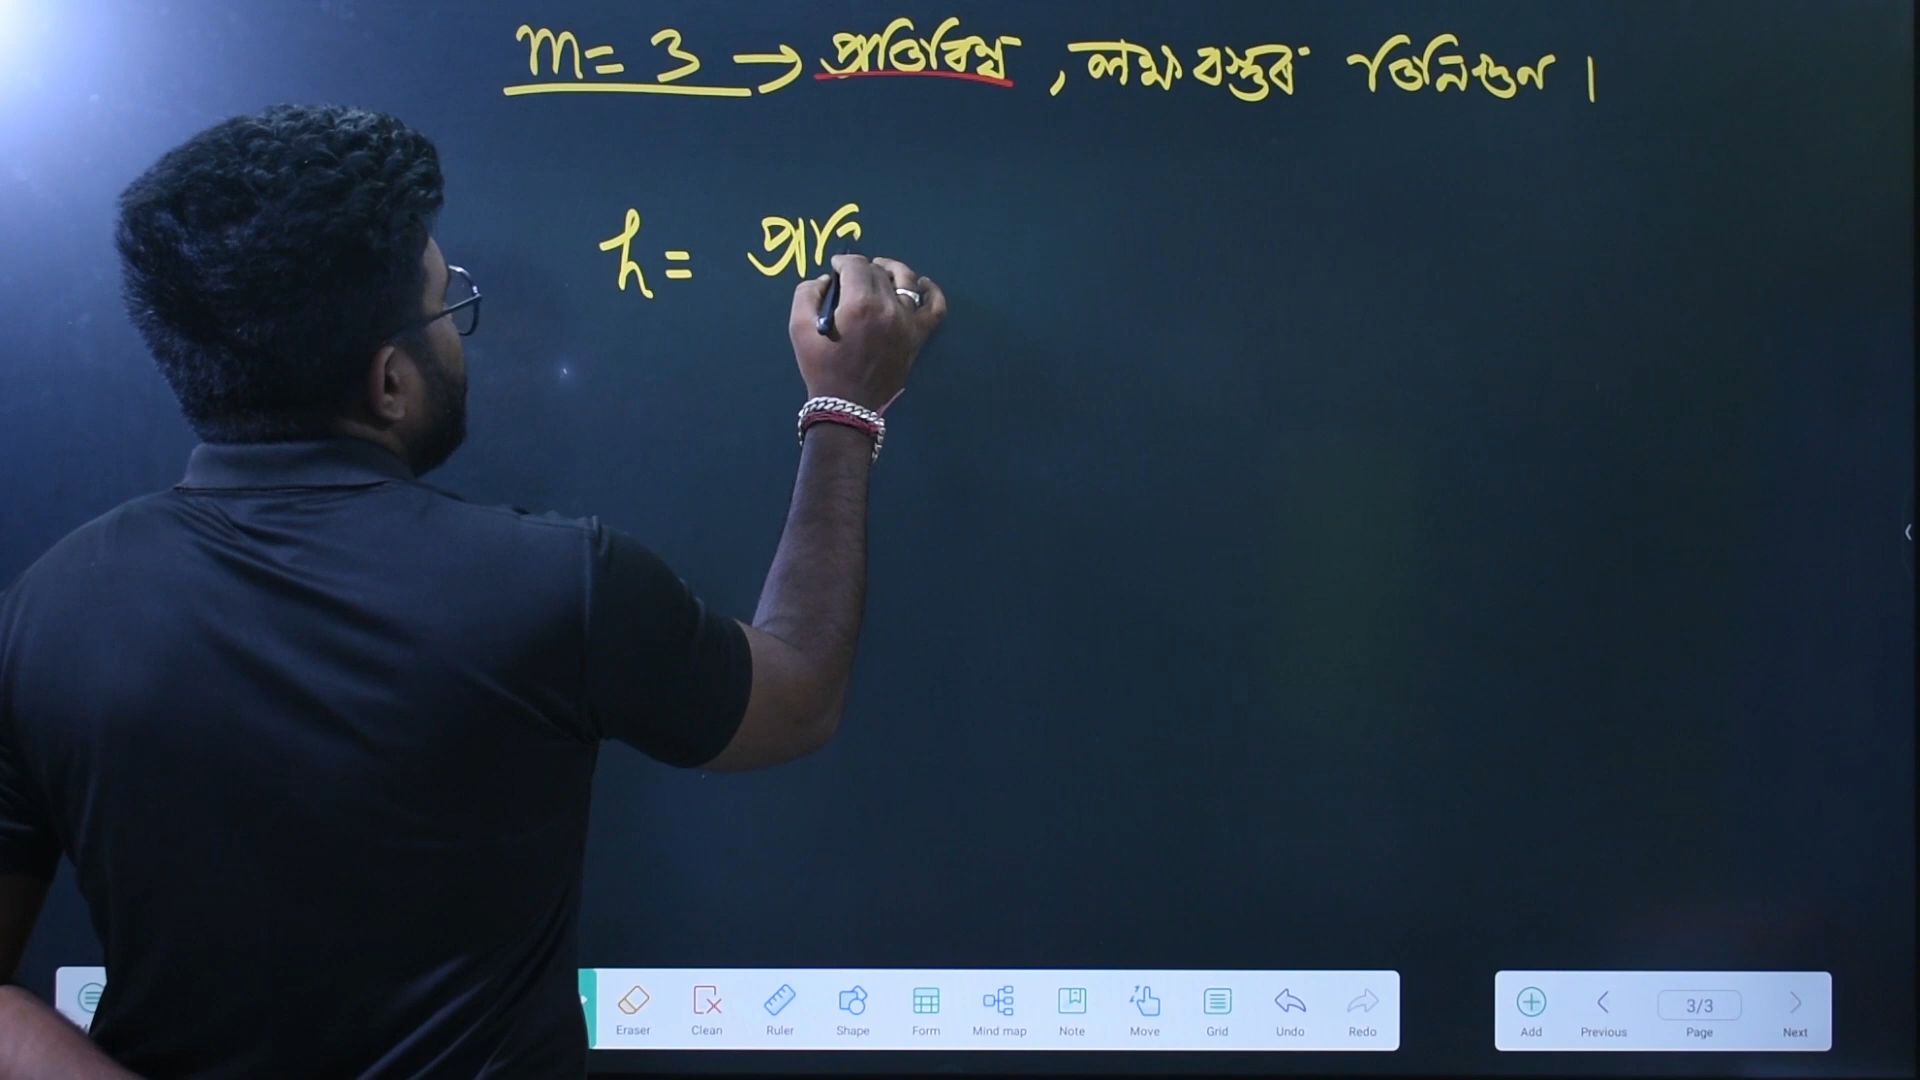 m = 3 → প্ৰতিবিম্ব , লক্ষ্য বস্তুৰ তিনিগুণ ।
h = প্ৰতি
Eraser Clean Ruler Shape Form Mind map Note Move Grid Undo Redo
Add Previous 3/3 Page Next